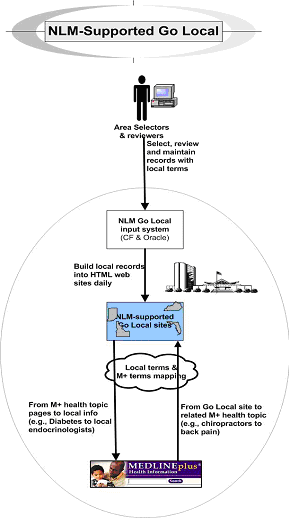 NLM-Supported Go Local
Area Selectors
& reviewers
Select, review
and maintain
records with
local terms
NLM Go Local
input system
(CF & Oracle)
Build local records
into HTML web
sites daily
NLM-supported
Go Local sites
Local terms &
M+ terms mapping
From M+ health topic
pages to local info
(e.g., Diabetes to local
endocrinologists)
From Go Local site to
related M+ health topic
(e.g., chiropractors to
back pain)
MEDLINEplus
Health Information
Search